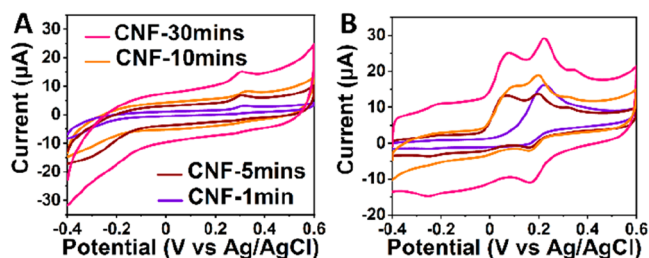 A
CNF-30mins
CNF-10mins
CNF-5mins
CNF-1min
Current (µA)
30
20
10
0
-10
-20
-30
-0.4 -0.2 0.0 0.2 0.4 0.6
Potential (V vs Ag/AgCl)
B
Current (µA)
30
20
10
0
-10
-20
-0.4 -0.2 0.0 0.2 0.4 0.6
Potential (V vs Ag/AgCl)